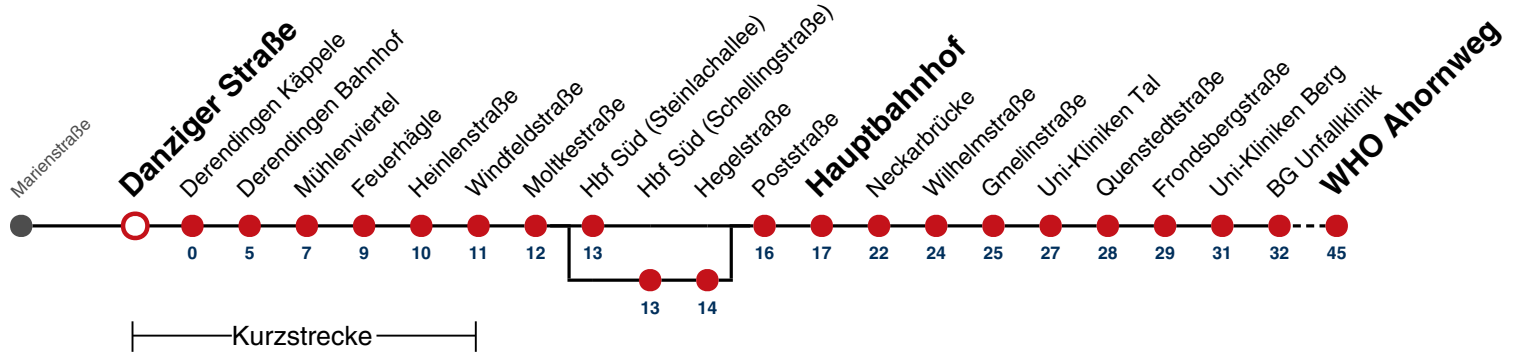 Marienstraße
Danziger Straße
Derendingen Käppele
Derendingen Bahnhof
Mühlenviertel
Feuerhägle
Heinlenstraße
Windfeldstraße
Moltkestraße
Hbf Süd (Steinlachallee)
Hbf Süd (Schellingstraße)
Hegelstraße
Poststraße
Hauptbahnhof
Neckarbrücke
Wilhelmstraße
Gmelinstraße
Uni-Kliniken Tal
Quenstedtstraße
Frondsbergstraße
Uni-Kliniken Berg
BG Unfallklinik
WHO Ahornweg
0 5 7 9 10 11 12 13 16 17 22 24 25 27 28 29 31 32 45
13 14
Kurzstrecke